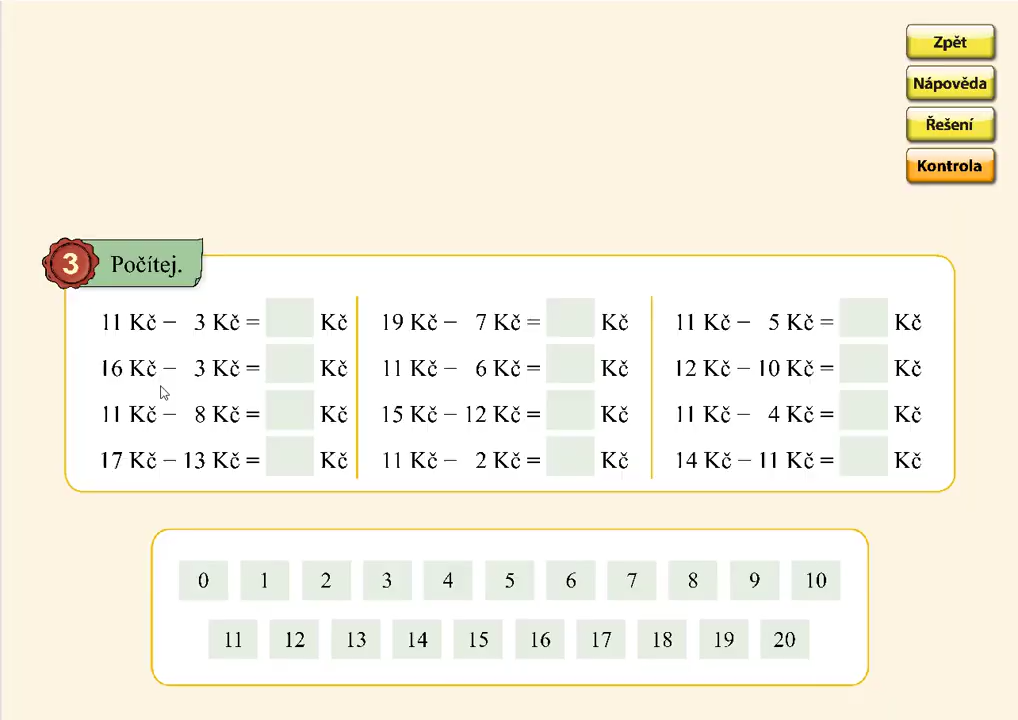 Zpět
Nápověda
Řešení
Kontrola
3 Počítej.
11 Kč − 3 Kč = Kč 19 Kč − 7 Kč = Kč 11 Kč − 5 Kč = Kč
16 Kč − 3 Kč = Kč 11 Kč − 6 Kč = Kč 12 Kč − 10 Kč = Kč
11 Kč − 8 Kč = Kč 15 Kč − 12 Kč = Kč 11 Kč − 4 Kč = Kč
17 Kč − 13 Kč = Kč 11 Kč − 2 Kč = Kč 14 Kč − 11 Kč = Kč
0 1 2 3 4 5 6 7 8 9 10
11 12 13 14 15 16 17 18 19 20